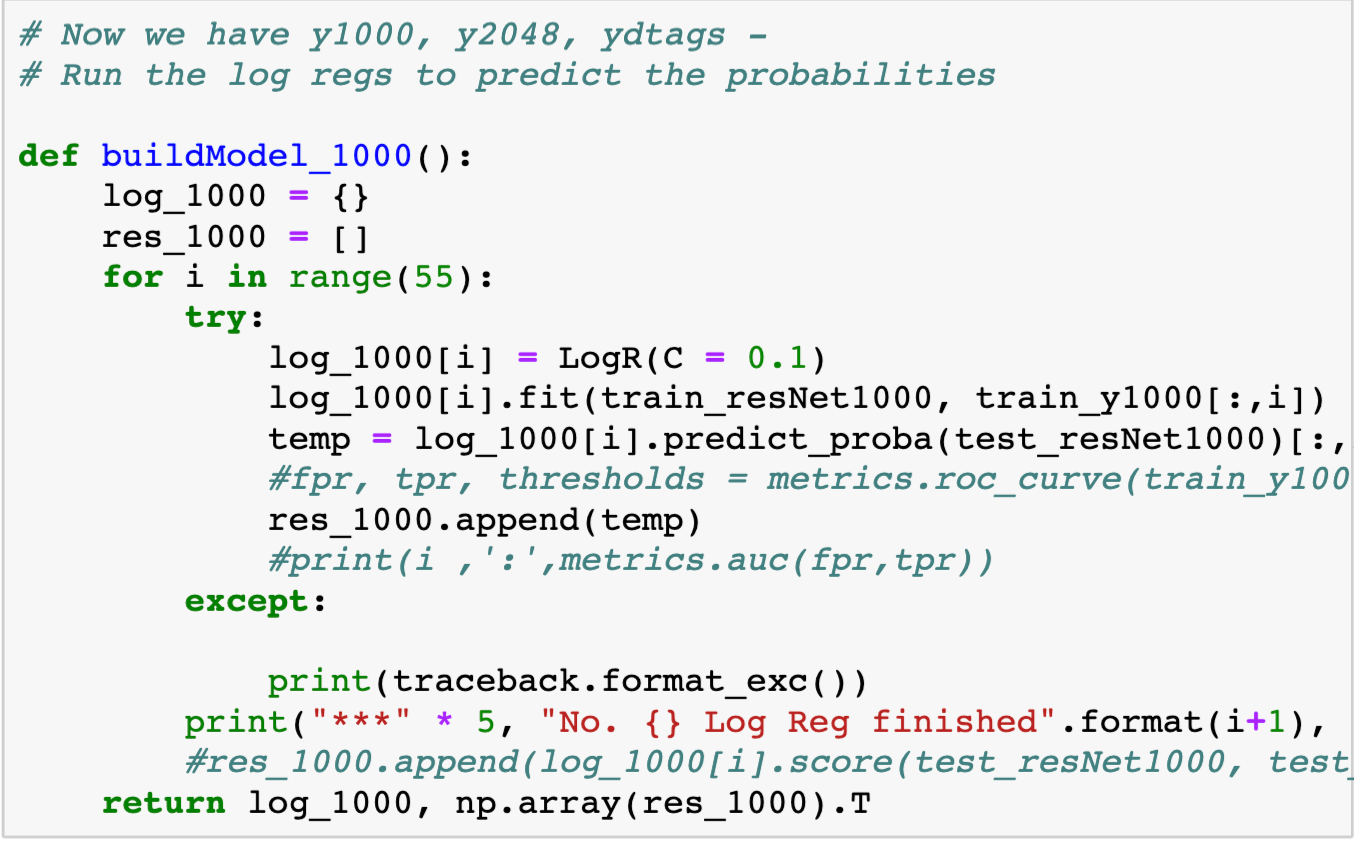 # Now we have y1000, y2048, ydtags –
# Run the log regs to predict the probabilities
def buildModel_1000():
    log_1000 = {}
    res_1000 = []
    for i in range(55):
        try:
            log_1000[i] = LogR(C = 0.1)
            log_1000[i].fit(train_resNet1000, train_y1000[:,i])
            temp = log_1000[i].predict_proba(test_resNet1000)[:,
            #fpr, tpr, thresholds = metrics.roc_curve(train_y100
            res_1000.append(temp)
            #print(i ,':',metrics.auc(fpr,tpr))
        except:
            print(traceback.format_exc())
        print("***" * 5, "No. {} Log Reg finished".format(i+1),
        #res_1000.append(log_1000[i].score(test_resNet1000, test_
    return log_1000, np.array(res_1000).T